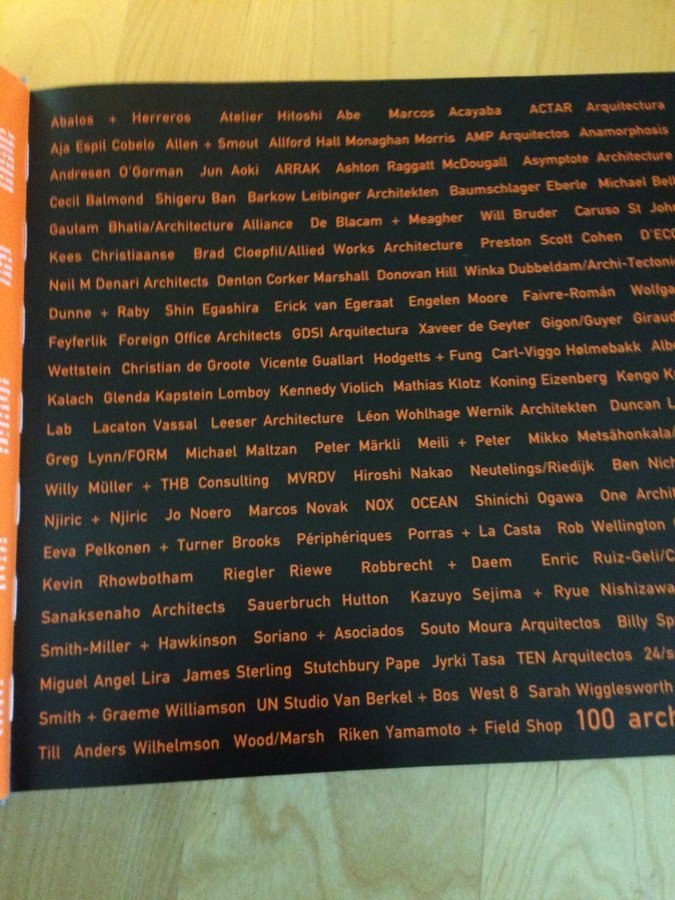 Abalos + Herreros Atelier Hitoshi Abe Marcos Acayaba ACTAR Arquitectura
Aja Espil Cobelo Allen + Smout Allford Hall Monaghan Morris AMP Arquitectos Anamorphosis
Andresen O'Gorman Jun Aoki ARRAK Ashton Raggatt McDougall Asymptote Architecture
Cecil Balmond Shigeru Ban Barkow Leibinger Architekten Baumschlager Eberle Michael Bell
Gautam Bhatia/Architecture Alliance De Blacam + Meagher Will Bruder Caruso St John
Kees Christiaanse Brad Cloepfil/Allied Works Architecture Preston Scott Cohen D'ECO
Neil M Denari Architects Denton Corker Marshall Donovan Hill Winka Dubbeldam/Archi-Tectonic
Dunne + Raby Shin Egashira Erick van Egeraat Engelen Moore Faivre-Román Wolfga
Feyferlik Foreign Office Architects GDSI Arquitectura Xaveer de Geyter Gigon/Guyer Giraud
Wettstein Christian de Groote Vicente Guallart Hodgetts + Fung Carl-Viggo Hølmebakk Albe
Kalach Glenda Kapstein Lomboy Kennedy Violich Mathias Klotz Koning Eizenberg Kengo K
Lab Lacaton Vassal Leeser Architecture Léon Wohlhage Wernik Architekten Duncan L
Greg Lynn/FORM Michael Maltzan Peter Märkli Meili + Peter Mikko Metsähonkala/
Willy Müller + THB Consulting MVRDV Hiroshi Nakao Neutelings/Riedijk Ben Nich
Njiric + Njiric Jo Noero Marcos Novak NOX OCEAN Shinichi Ogawa One Archit
Eeva Pelkonen + Turner Brooks Périphériques Porras + La Casta Rob Wellington
Kevin Rhowbotham Riegler Riewe Robbrecht + Daem Enric Ruiz-Geli/C
Sanaksenaho Architects Sauerbruch Hutton Kazuyo Sejima + Ryue Nishizawa
Smith-Miller + Hawkinson Soriano + Asociados Souto Moura Arquitectos Billy Sp
Miguel Angel Lira James Sterling Stutchbury Pape Jyrki Tasa TEN Arquitectos 24/s
Smith + Graeme Williamson UN Studio Van Berkel + Bos West 8 Sarah Wigglesworth
Till Anders Wilhelmson Wood/Marsh Riken Yamamoto + Field Shop 100 arch